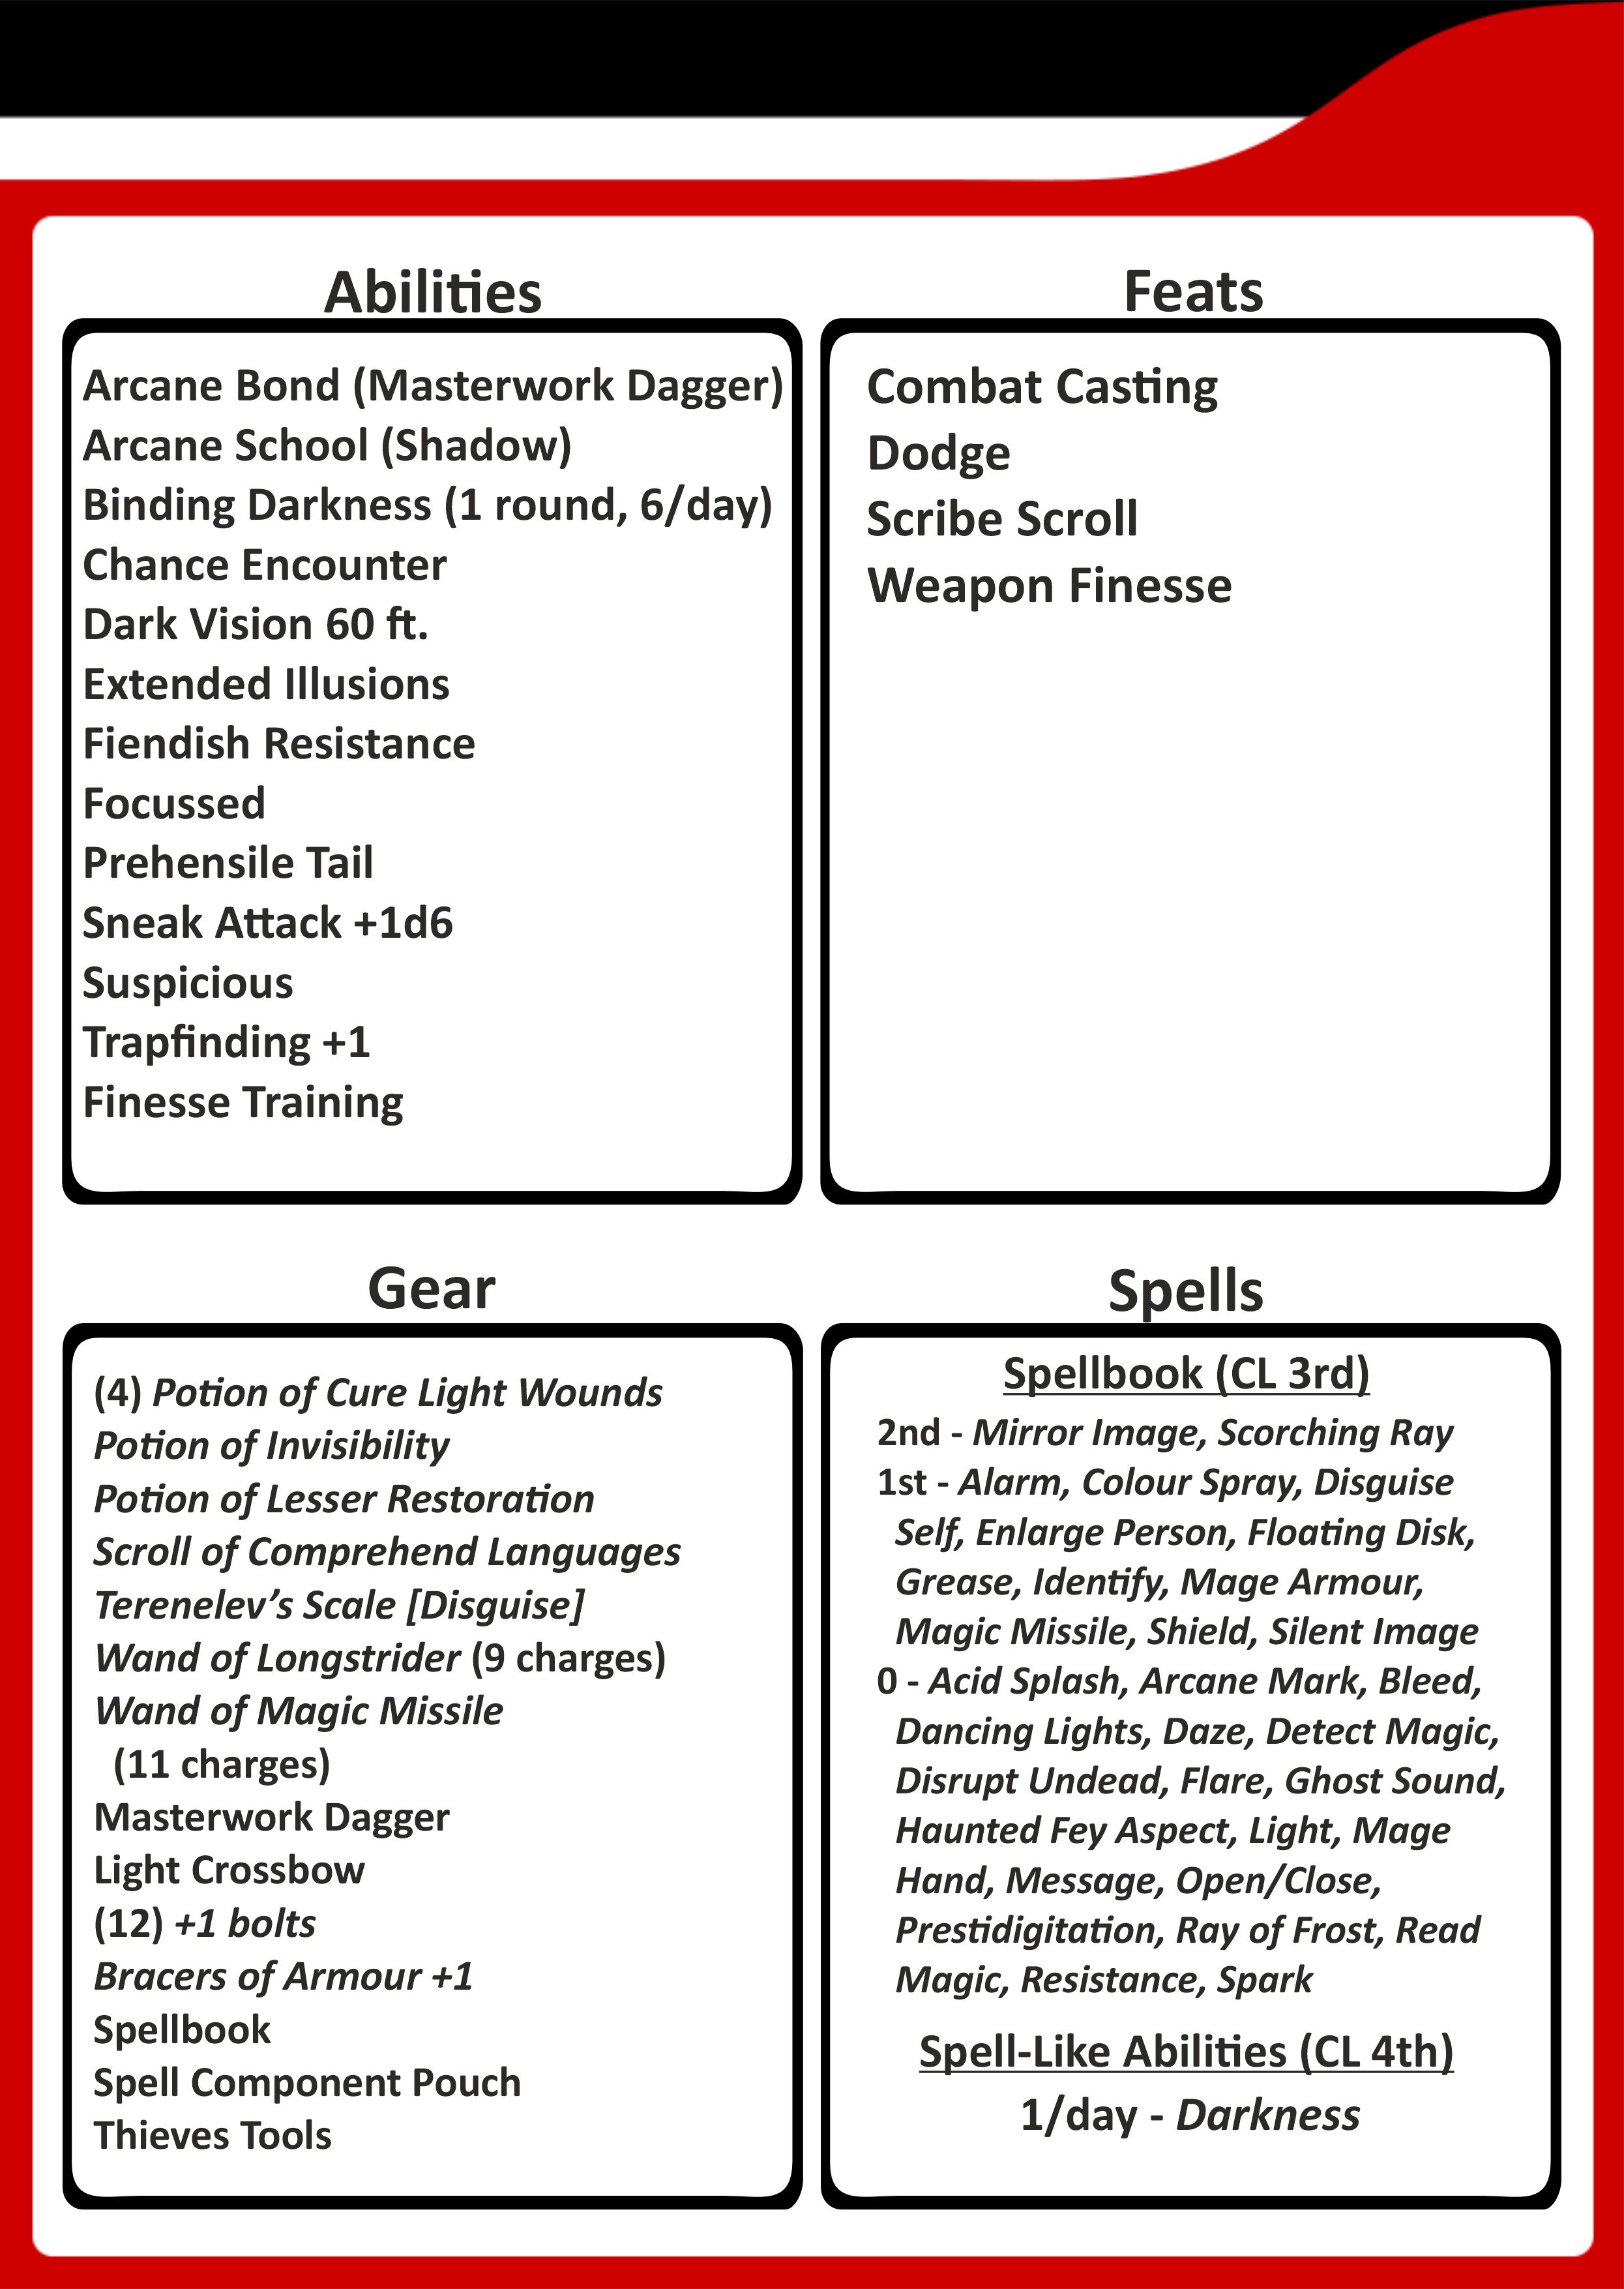 Abilities
Arcane Bond (Masterwork Dagger)
Arcane School (Shadow)
Binding Darkness (1 round, 6/day)
Chance Encounter
Dark Vision 60 ft.
Extended Illusions
Fiendish Resistance
Focussed
Prehensile Tail
Sneak Attack +1d6
Suspicious
Trapfinding +1
Finesse Training
Feats
Combat Casting
Dodge
Scribe Scroll
Weapon Finesse
Gear
(4) Potion of Cure Light Wounds
Potion of Invisibility
Potion of Lesser Restoration
Scroll of Comprehend Languages
Terenelev’s Scale [Disguise]
Wand of Longstrider (9 charges)
Wand of Magic Missile
(11 charges)
Masterwork Dagger
Light Crossbow
(12) +1 bolts
Bracers of Armour +1
Spellbook
Spell Component Pouch
Thieves Tools
Spells
Spellbook (CL 3rd)
2nd - Mirror Image, Scorching Ray
1st - Alarm, Colour Spray, Disguise
Self, Enlarge Person, Floating Disk,
Grease, Identify, Mage Armour,
Magic Missile, Shield, Silent Image
0 - Acid Splash, Arcane Mark, Bleed,
Dancing Lights, Daze, Detect Magic,
Disrupt Undead, Flare, Ghost Sound,
Haunted Fey Aspect, Light, Mage
Hand, Message, Open/Close,
Prestidigitation, Ray of Frost, Read
Magic, Resistance, Spark
Spell-Like Abilities (CL 4th)
1/day - Darkness